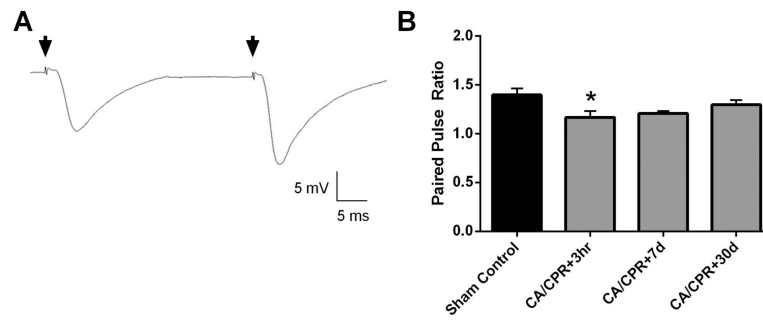 A
5 mV
5 ms
B
Paired Pulse Ratio
2.0
1.5
1.0
0.5
0.0
*
Sham Control
CA/CPR+3hr
CA/CPR+7d
CA/CPR+30d